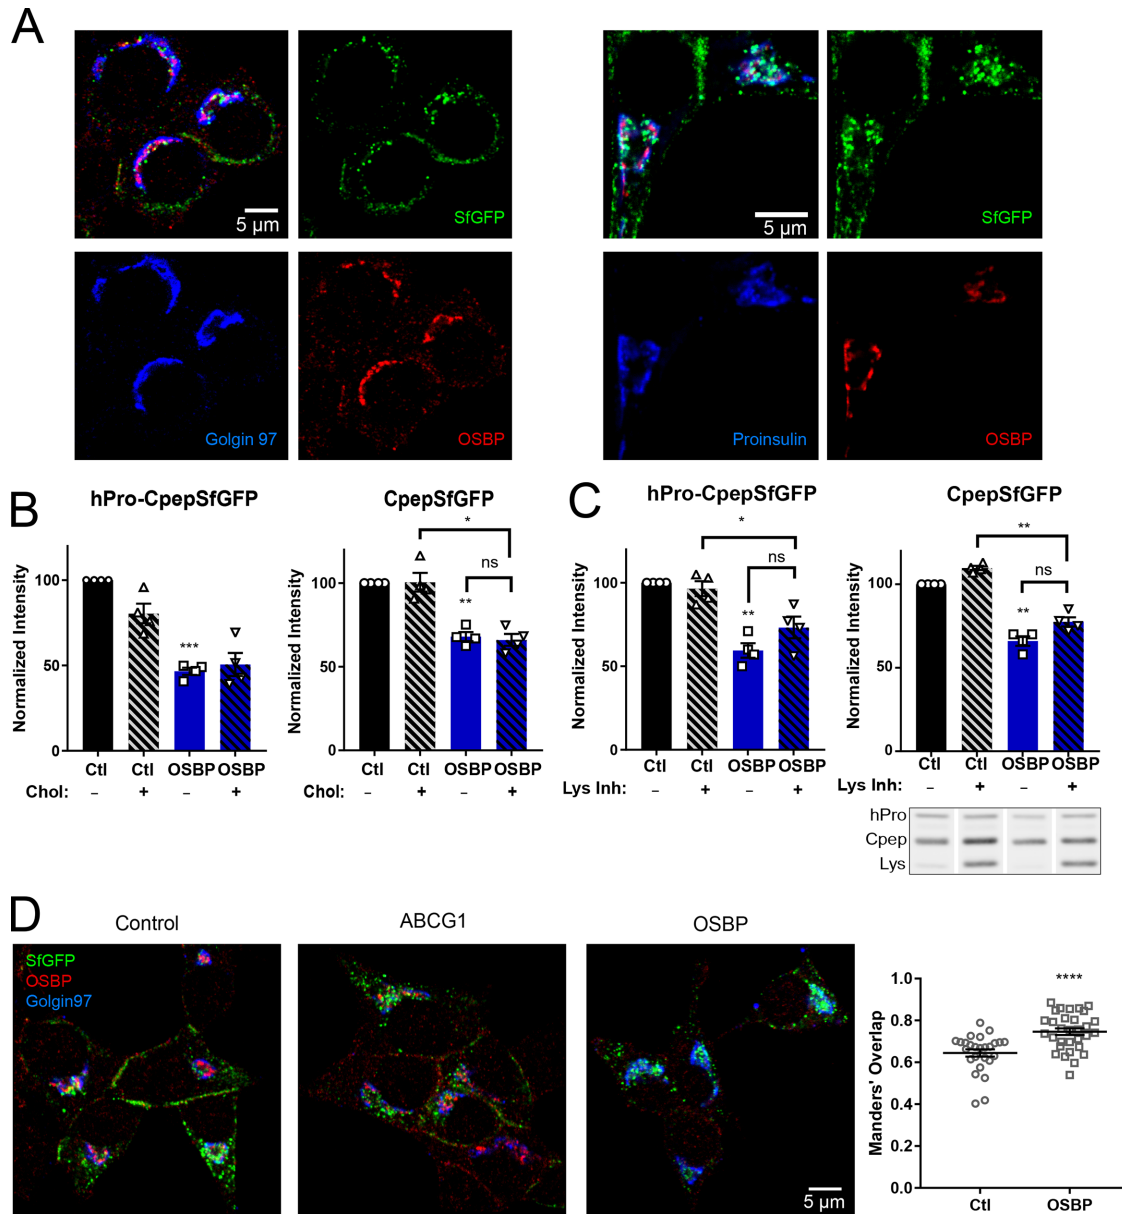 A
5 µm
SfGFP
5 µm
SfGFP
Golgin 97
OSBP
Proinsulin
OSBP
B
hPro-CpepSfGFP
Normalized Intensity
100
50
0
***
Ctl
Ctl
OSBP
OSBP
Chol:
–
+
–
+
CpepSfGFP
Normalized Intensity
100
50
0
*
ns
**
Ctl
Ctl
OSBP
OSBP
Chol:
–
+
–
+
C
hPro-CpepSfGFP
Normalized Intensity
100
50
0
*
ns
**
Ctl
Ctl
OSBP
OSBP
Lys Inh:
–
+
–
+
CpepSfGFP
Normalized Intensity
100
50
0
**
ns
**
Ctl
Ctl
OSBP
OSBP
Lys Inh:
–
+
–
+
hPro
Cpep
Lys
D
Control
SfGFP
OSBP
Golgin97
ABCG1
OSBP
5 µm
Manders' Overlap
1.0
0.8
0.6
0.4
0.2
0.0
****
Ctl
OSBP